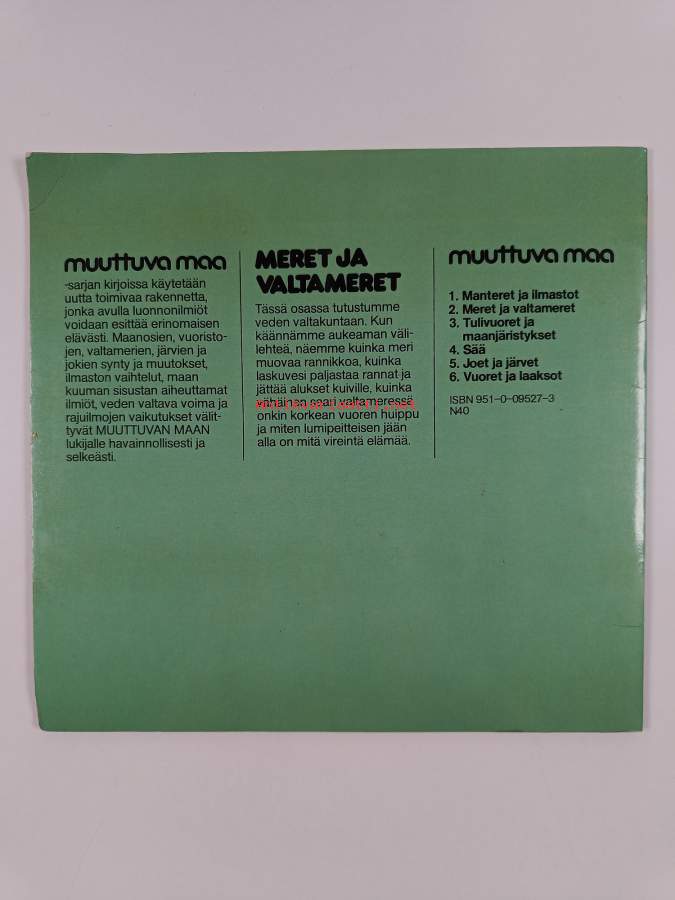 muuttuva maa
-sarjan kirjoissa käytetään
uutta toimivaa rakennetta,
jonka avulla luonnonilmiöt
voidaan esittää erinomaisen
elävästi. Maanosien, vuoristo-
jen, valtamerien, järvien ja
jokien synty ja muutokset,
ilmaston vaihtelut, maan
kuuman sisustan aiheuttamat
ilmiöt, veden valtava voima ja
rajuilmojen vaikutukset välit-
tyvät MUUTTUVAN MAAN
lukijalle havainnollisesti ja
selkeästi.
MERET JA
VALTAMERET
Tässä osassa tutustumme
veden valtakuntaan. Kun
käännämme aukeaman väli-
lehteä, näemme kuinka meri
muovaa rannikkoa, kuinka
laskuvesi paljastaa rannat ja
jättää alukset kuiville, kuinka
vähäinen saari valtameressä
onkin korkean vuoren huippu
ja miten lumipeitteisen jään
alla on mitä vireintä elämää.
muuttuva maa
1. Manteret ja ilmastot
2. Meret ja valtameret
3. Tulivuoret ja
maanjäristykset
4. Sää
5. Joet ja järvet
6. Vuoret ja laaksot
ISBN 951-0-09527-3
N40